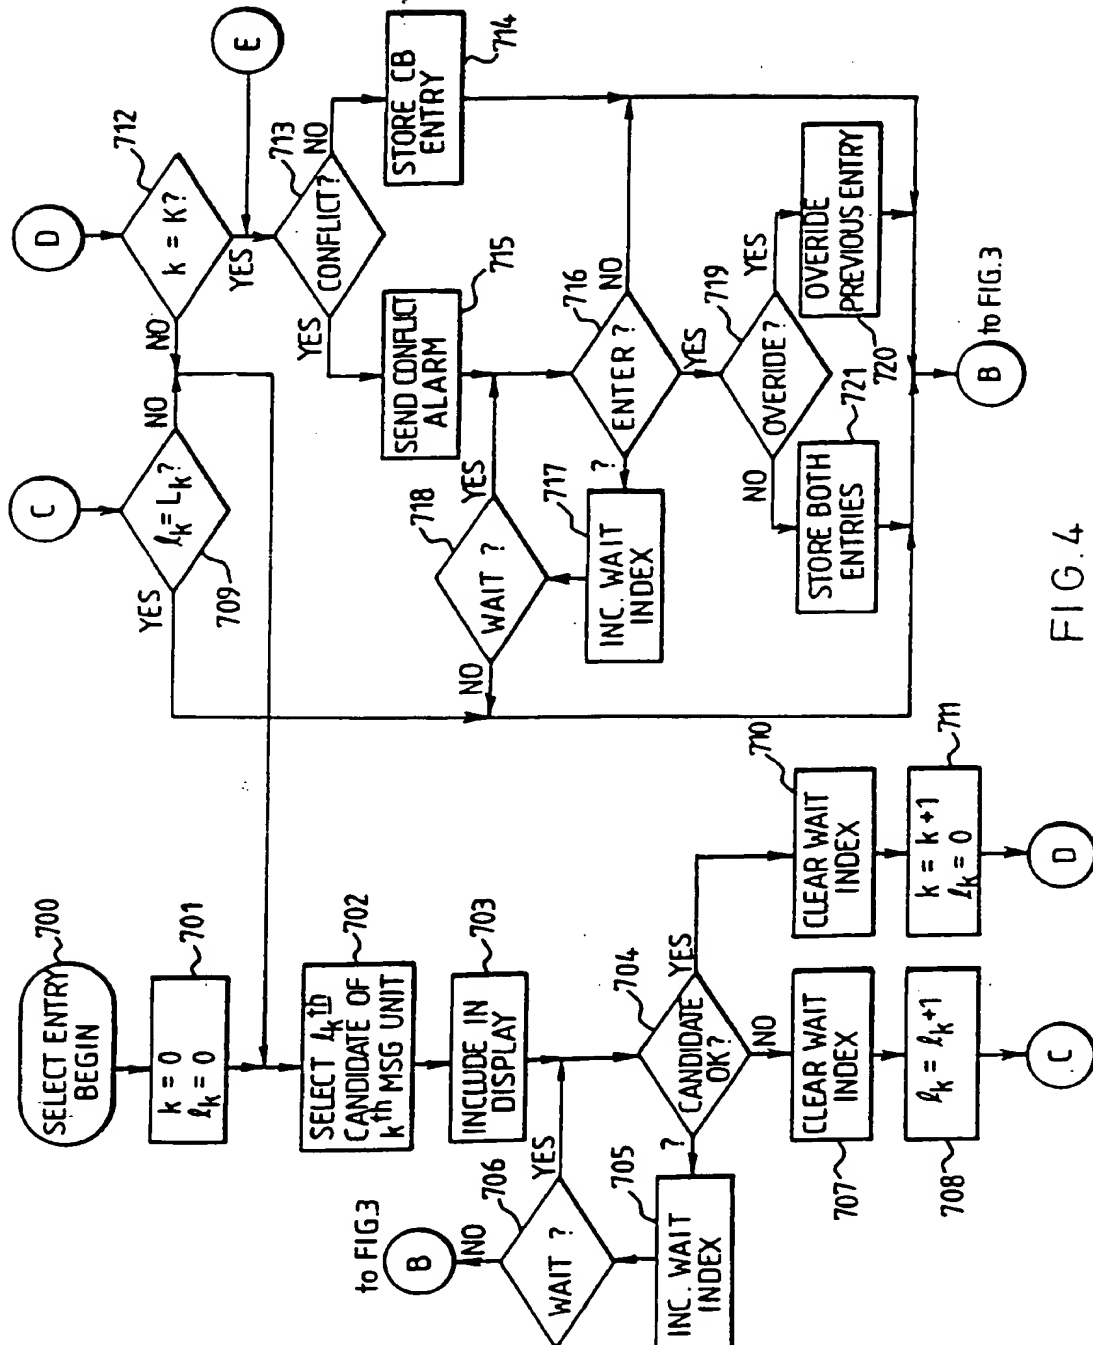 SELECT ENTRY
BEGIN
700
k = 0
ℓk = 0
701
SELECT ℓk th
CANDIDATE OF
kth MSG UNIT
702
INCLUDE IN
DISPLAY
703
CANDIDATE
OK?
704
YES
NO
?
INC. WAIT
INDEX
705
WAIT ?
706
YES
NO
B
to FIG.3
CLEAR WAIT
INDEX
707
ℓk = ℓk+1
708
C
CLEAR WAIT
INDEX
710
k = k+1
ℓk = 0
711
D
C
ℓk = Lk?
709
YES
NO
D
k = K?
712
NO
YES
E
CONFLICT?
713
NO
YES
STORE CB
ENTRY
714
SEND CONFLICT
ALARM
715
ENTER ?
716
NO
YES
?
INC. WAIT
INDEX
717
WAIT ?
718
YES
NO
OVERIDE?
719
YES
NO
OVERIDE
PREVIOUS ENTRY
720
STORE BOTH
ENTRIES
721
B
to FIG.3
FIG.4